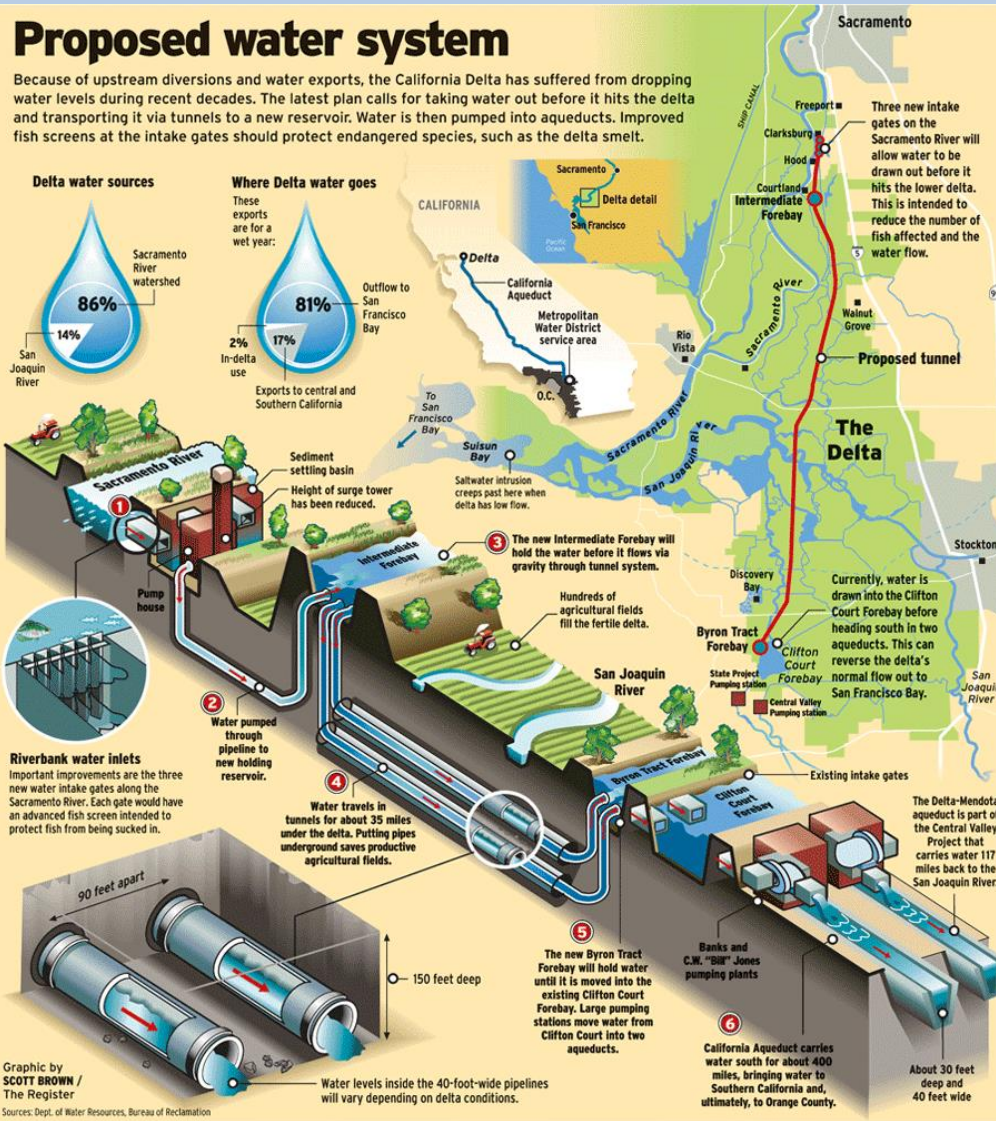 Proposed water system
Because of upstream diversions and water exports, the California Delta has suffered from dropping
water levels during recent decades. The latest plan calls for taking water out before it hits the delta
and transporting it via tunnels to a new reservoir. Water is then pumped into aqueducts. Improved
fish screens at the intake gates should protect endangered species, such as the delta smelt.
Delta water sources
86%
Sacramento
River
watershed
14%
San
Joaquin
River
Where Delta water goes
These
exports
are for a
wet year:
81%
Outflow to
San
Francisco
Bay
2%
In-delta
use
17%
Exports to central and
Southern California
CALIFORNIA
Delta
California
Aqueduct
Metropolitan
Water District
service area
O.C.
Sacramento
Delta detail
San Francisco
Pacific
Ocean
Sacramento
SHIP CANAL
Freeport
Clarksburg
Hood
Courtland
Intermediate
Forebay
Three new intake
gates on the
Sacramento River will
allow water to be
drawn out before it
hits the lower delta.
This is intended to
reduce the number of
fish affected and the
water flow.
5
9
Sacramento River
Walnut
Grove
Rio
Vista
Proposed tunnel
The
Delta
To
San
Francisco
Bay
Suisun
Bay
Sacramento River
San Joaquin River
Saltwater intrusion
creeps past here when
delta has low flow.
Stockton
Discovery
Bay
Byron Tract
Forebay
Clifton
Court
Forebay
State Project
Pumping station
Central Valley
Pumping station
Currently, water is
drawn into the Clifton
Court Forebay before
heading south in two
aqueducts. This can
reverse the delta's
normal flow out to
San Francisco Bay.
San
Joaquin
River
Sacramento River
Sediment
settling basin
Height of surge tower
has been reduced.
1
Pump
house
Intermediate
Forebay
3
The new Intermediate Forebay will
hold the water before it flows via
gravity through tunnel system.
Hundreds of
agricultural fields
fill the fertile delta.
San Joaquin
River
2
Water pumped
through
pipeline to
new holding
reservoir.
Riverbank water inlets
Important improvements are the three
new water intake gates along the
Sacramento River. Each gate would have
an advanced fish screen intended to
protect fish from being sucked in.
4
Water travels in
tunnels for about 35 miles
under the delta. Putting pipes
underground saves productive
agricultural fields.
Byron Tract Forebay
Clifton
Court
Forebay
Existing intake gates
The Delta-Mendota
aqueduct is part of
the Central Valley
Project that
carries water 117
miles back to the
San Joaquin River.
90 feet apart
150 feet deep
5
The new Byron Tract
Forebay will hold water
until it is moved into the
existing Clifton Court
Forebay. Large pumping
stations move water from
Clifton Court into two
aqueducts.
Banks and
C.W. "Bill" Jones
pumping plants
6
California Aqueduct carries
water south for about 400
miles, bringing water to
Southern California and,
ultimately, to Orange County.
About 30 feet
deep and
40 feet wide
Water levels inside the 40-foot-wide pipelines
will vary depending on delta conditions.
Graphic by
SCOTT BROWN /
The Register
Sources: Dept. of Water Resources, Bureau of Reclamation